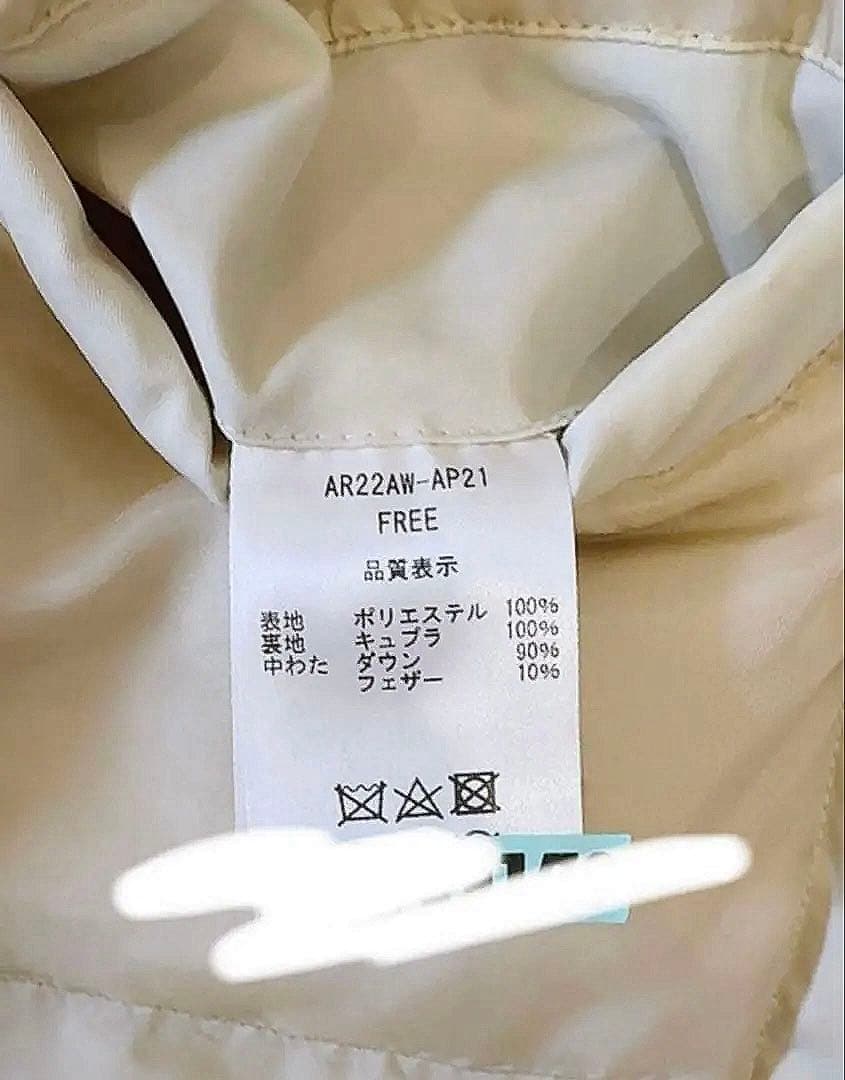 AR22AW-AP21
FREE
品質表示
表地 ポリエステル 100%
裏地 キュプラ 100%
中わた ダウン 90%
フェザー 10%